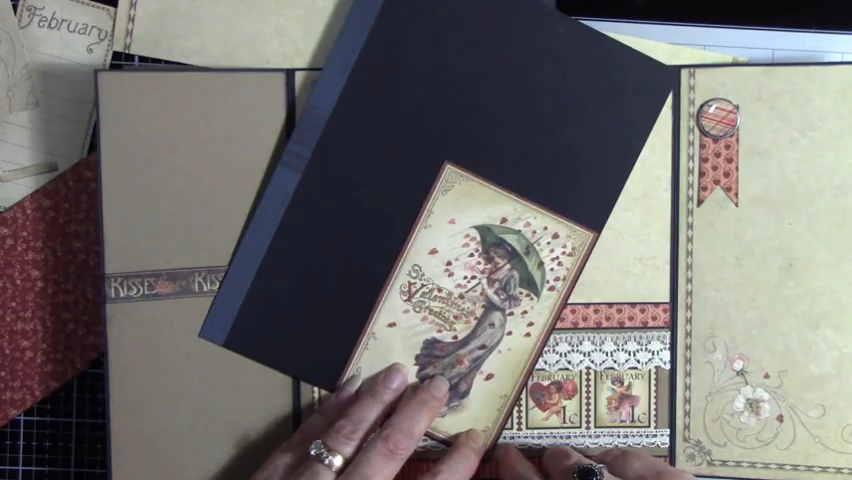 February
KISSES KISS
St.
Valentine's
Greeting
FEBRUARY
1c
FEBRUARY
1c